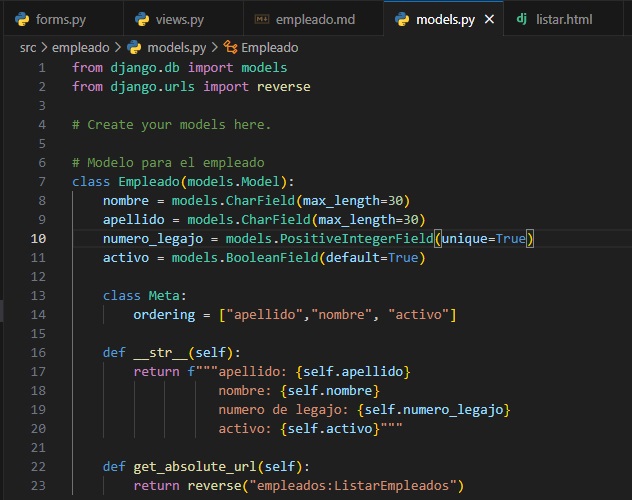 forms.py views.py empleado.md models.py × listar.html
src > empleado > models.py > Empleado
1 from django.db import models
2 from django.urls import reverse
3
4 # Create your models here.
5
6 # Modelo para el empleado
7 class Empleado(models.Model):
8     nombre = models.CharField(max_length=30)
9     apellido = models.CharField(max_length=30)
10     numero_legajo = models.PositiveIntegerField(unique=True)
11     activo = models.BooleanField(default=True)
12
13     class Meta:
14         ordering = ["apellido","nombre", "activo"]
15
16     def __str__(self):
17         return f"""apellido: {self.apellido}
18                    nombre: {self.nombre}
19                    numero de legajo: {self.numero_legajo}
20                    activo: {self.activo}"""
21
22     def get_absolute_url(self):
23         return reverse("empleados:ListarEmpleados")